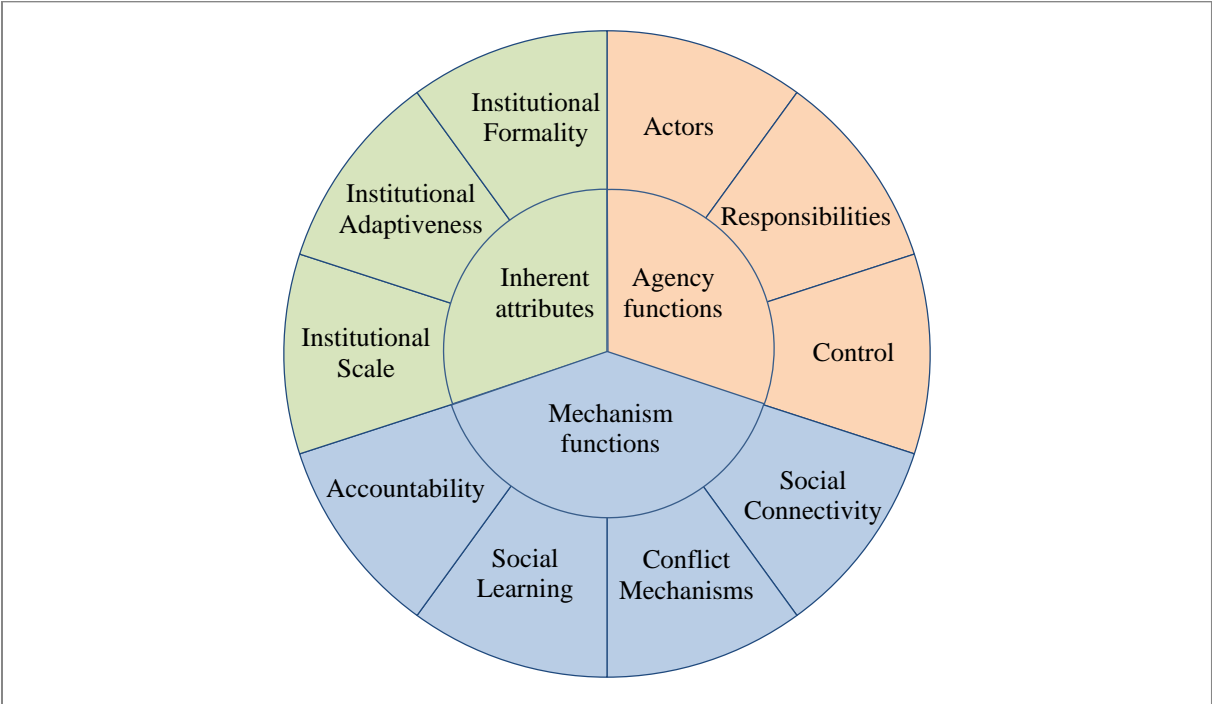 Institutional
Formality
Actors
Institutional
Adaptiveness
Responsibilities
Inherent
attributes
Agency
functions
Institutional
Scale
Control
Mechanism
functions
Accountability
Social
Connectivity
Social
Learning
Conflict
Mechanisms